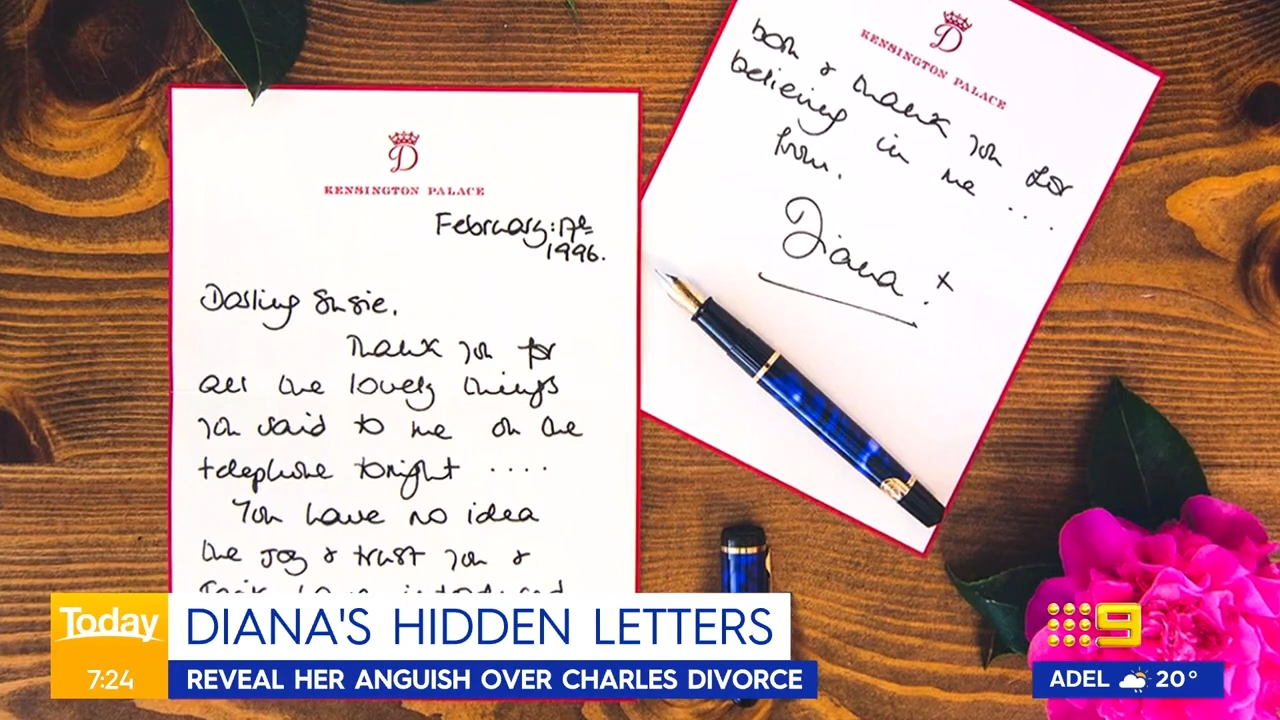 D
KENSINGTON PALACE
February: 17th
1996.
Darling Susie,
Thank you for
all the lovely things
you said to me on the
telephone tonight ....
You have no idea
the joy & trust you &
D
KENSINGTON PALACE
both & thank you for
believing in me ...
from.
Diana. x
Today
7:24
DIANA'S HIDDEN LETTERS
REVEAL HER ANGUISH OVER CHARLES DIVORCE
9
ADEL 20°